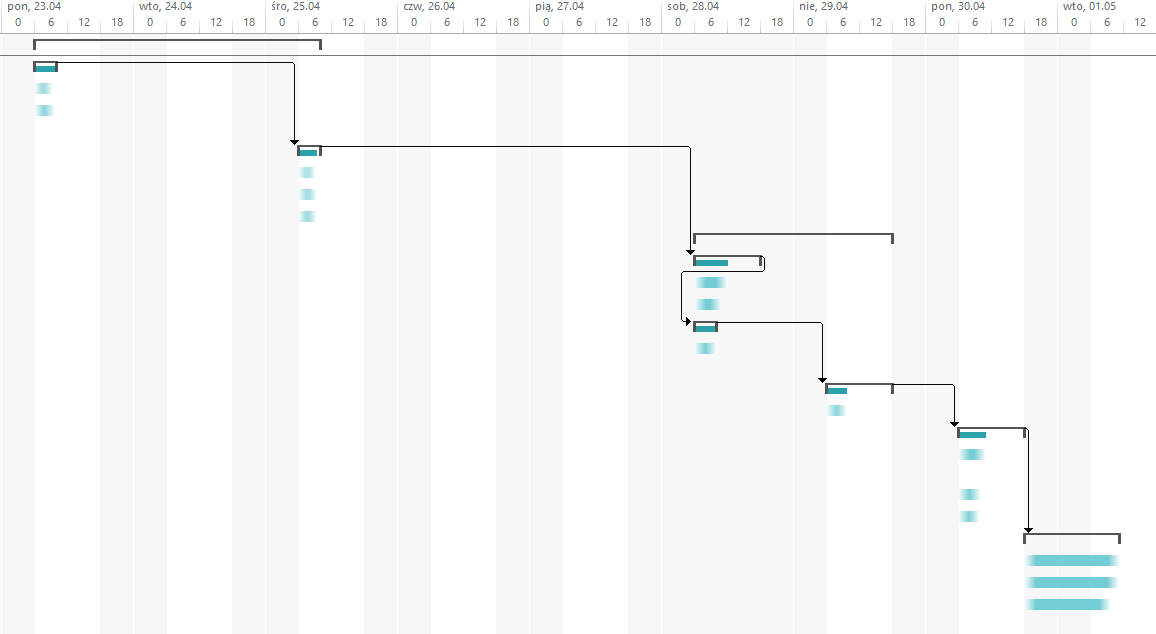 pon, 23.04 wto, 24.04 śro, 25.04 czw, 26.04 pią, 27.04 sob, 28.04 nie, 29.04 pon, 30.04 wto, 01.05
0 6 12 18 0 6 12 18 0 6 12 18 0 6 12 18 0 6 12 18 0 6 12 18 0 6 12 18 0 6 12 18 0 6 12